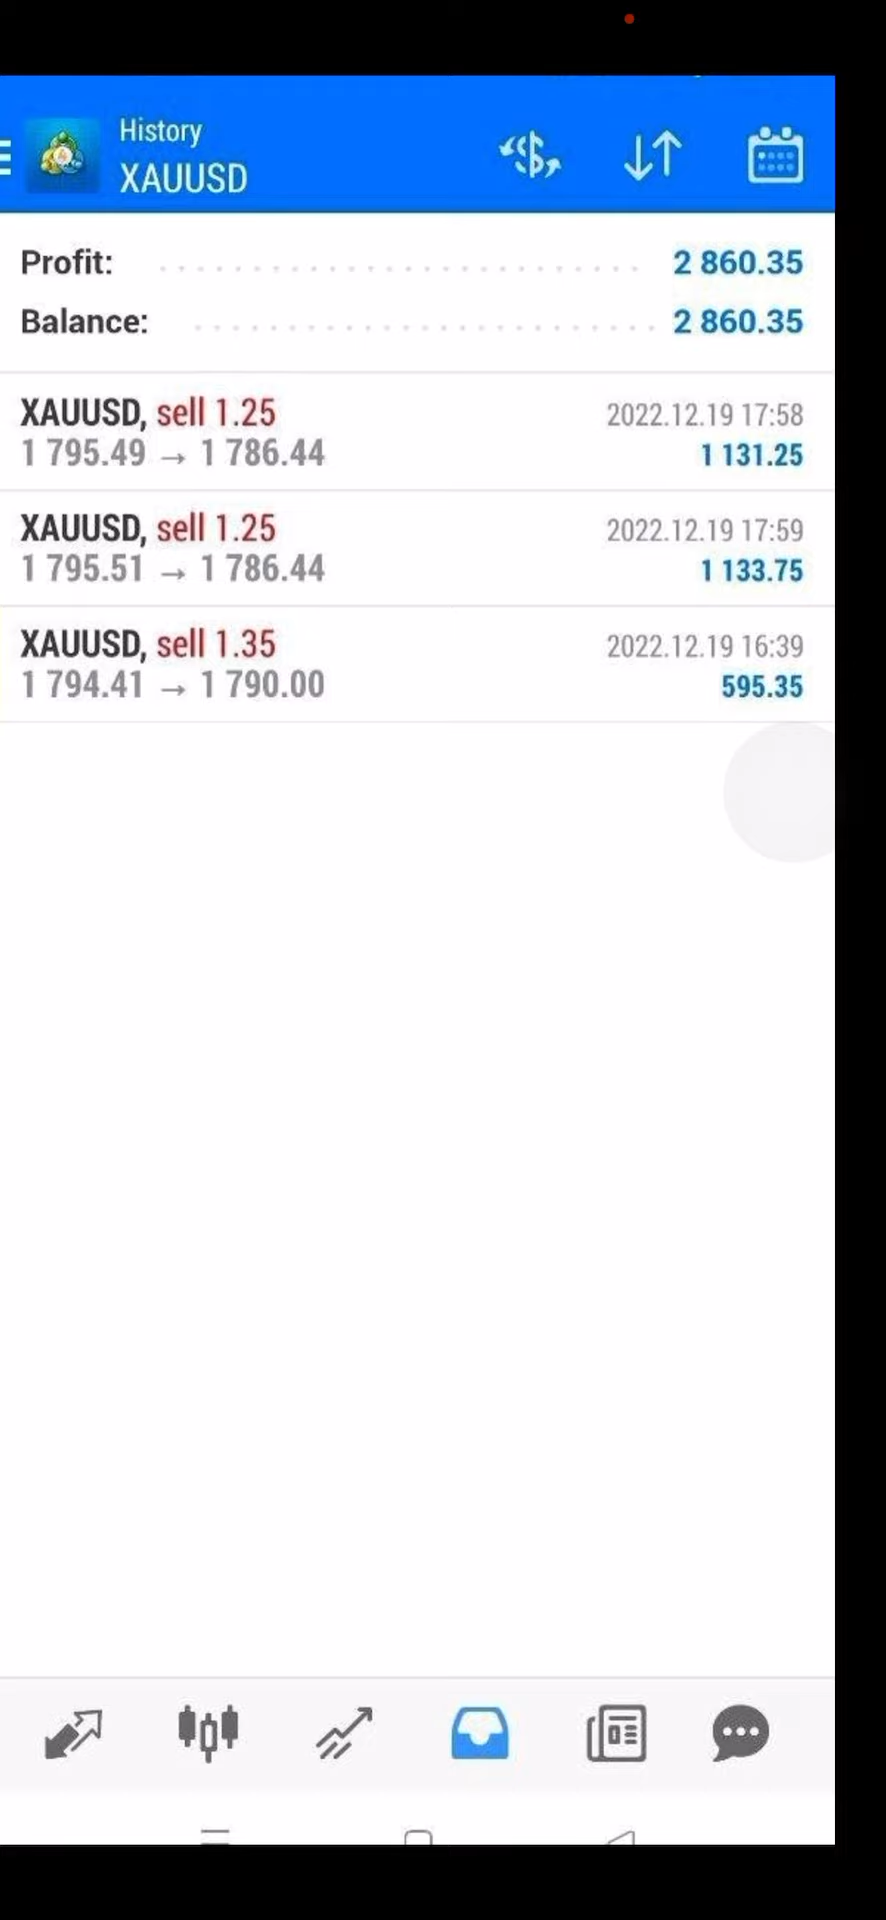 History
XAUUSD
Profit: 2 860.35
Balance: 2 860.35
XAUUSD, sell 1.25 2022.12.19 17:58
1 795.49 → 1 786.44 1 131.25
XAUUSD, sell 1.25 2022.12.19 17:59
1 795.51 → 1 786.44 1 133.75
XAUUSD, sell 1.35 2022.12.19 16:39
1 794.41 → 1 790.00 595.35